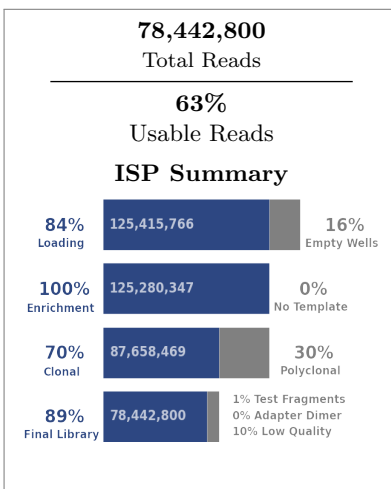 78,442,800
Total Reads
63%
Usable Reads
ISP Summary
84%
Loading
125,415,766
16%
Empty Wells
100%
Enrichment
125,280,347
0%
No Template
70%
Clonal
87,658,469
30%
Polyclonal
89%
Final Library
78,442,800
1% Test Fragments
0% Adapter Dimer
10% Low Quality